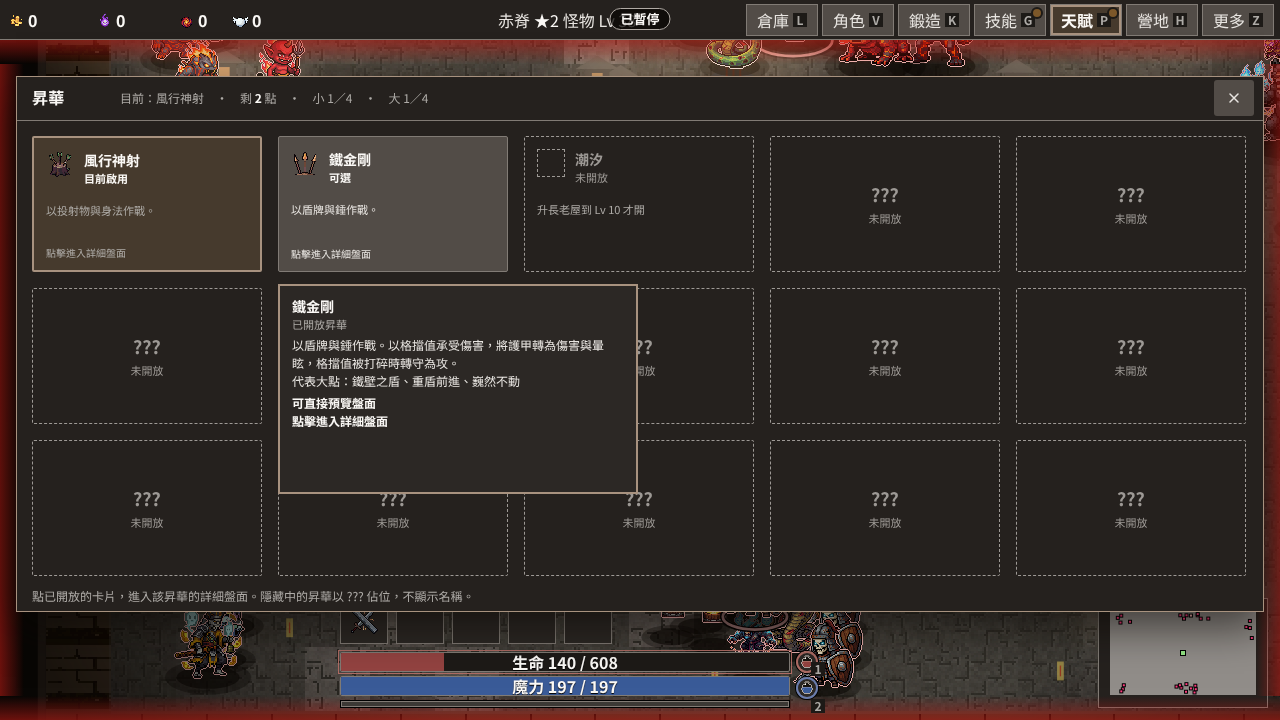 0 0 0 0
赤脊 ★2 怪物 Lv
已暫停
倉庫 L 角色 V 鍛造 K 技能 G 天賦 P 營地 H 更多 Z
昇華 目前：風行神射 · 剩 2 點 · 小 1／4 · 大 1／4 ×
風行神射
目前啟用
以投射物與身法作戰。
點擊進入詳細盤面
鐵金剛
可選
以盾牌與錘作戰。
點擊進入詳細盤面
潮汐
未開放
升長老屋到 Lv 10 才開
???
未開放
???
未開放
???
未開放
鐵金剛
已開放昇華
以盾牌與錘作戰。以格擋值承受傷害，將護甲轉為傷害與暈
眩，格擋值被打碎時轉守為攻。
代表大點：鐵壁之盾、重盾前進、巍然不動
可直接預覽盤面
點擊進入詳細盤面
??
開放
???
未開放
???
未開放
???
未開放
???
未開放
???
未開放
???
未開放
???
未開放
點已開放的卡片，進入該昇華的詳細盤面。隱藏中的昇華以 ??? 佔位，不顯示名稱。
生命 140 / 608
1
魔力 197 / 197
2